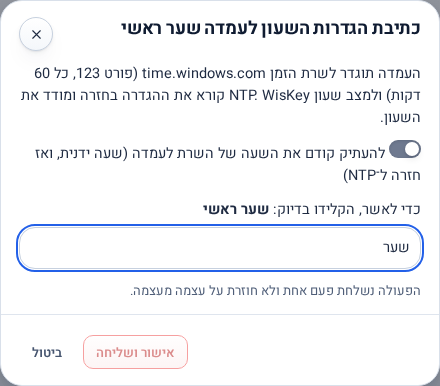 כתיבת הגדרות השעון לעמדה שער ראשי
העמדה תוגדר לשרת הזמן time.windows.com (פורט 123, כל 60
דקות) ולמצב שעון NTP. WisKey קורא את ההגדרה בחזרה ומודד את
השעון.
להעתיק קודם את השעה של השרת לעמדה (שעה ידנית, ואז
חזרה ל־NTP)
כדי לאשר, הקלידו בדיוק: שער ראשי
שער
הפעולה נשלחת פעם אחת ולא חוזרת על עצמה מעצמה.
אישור ושליחה
ביטול